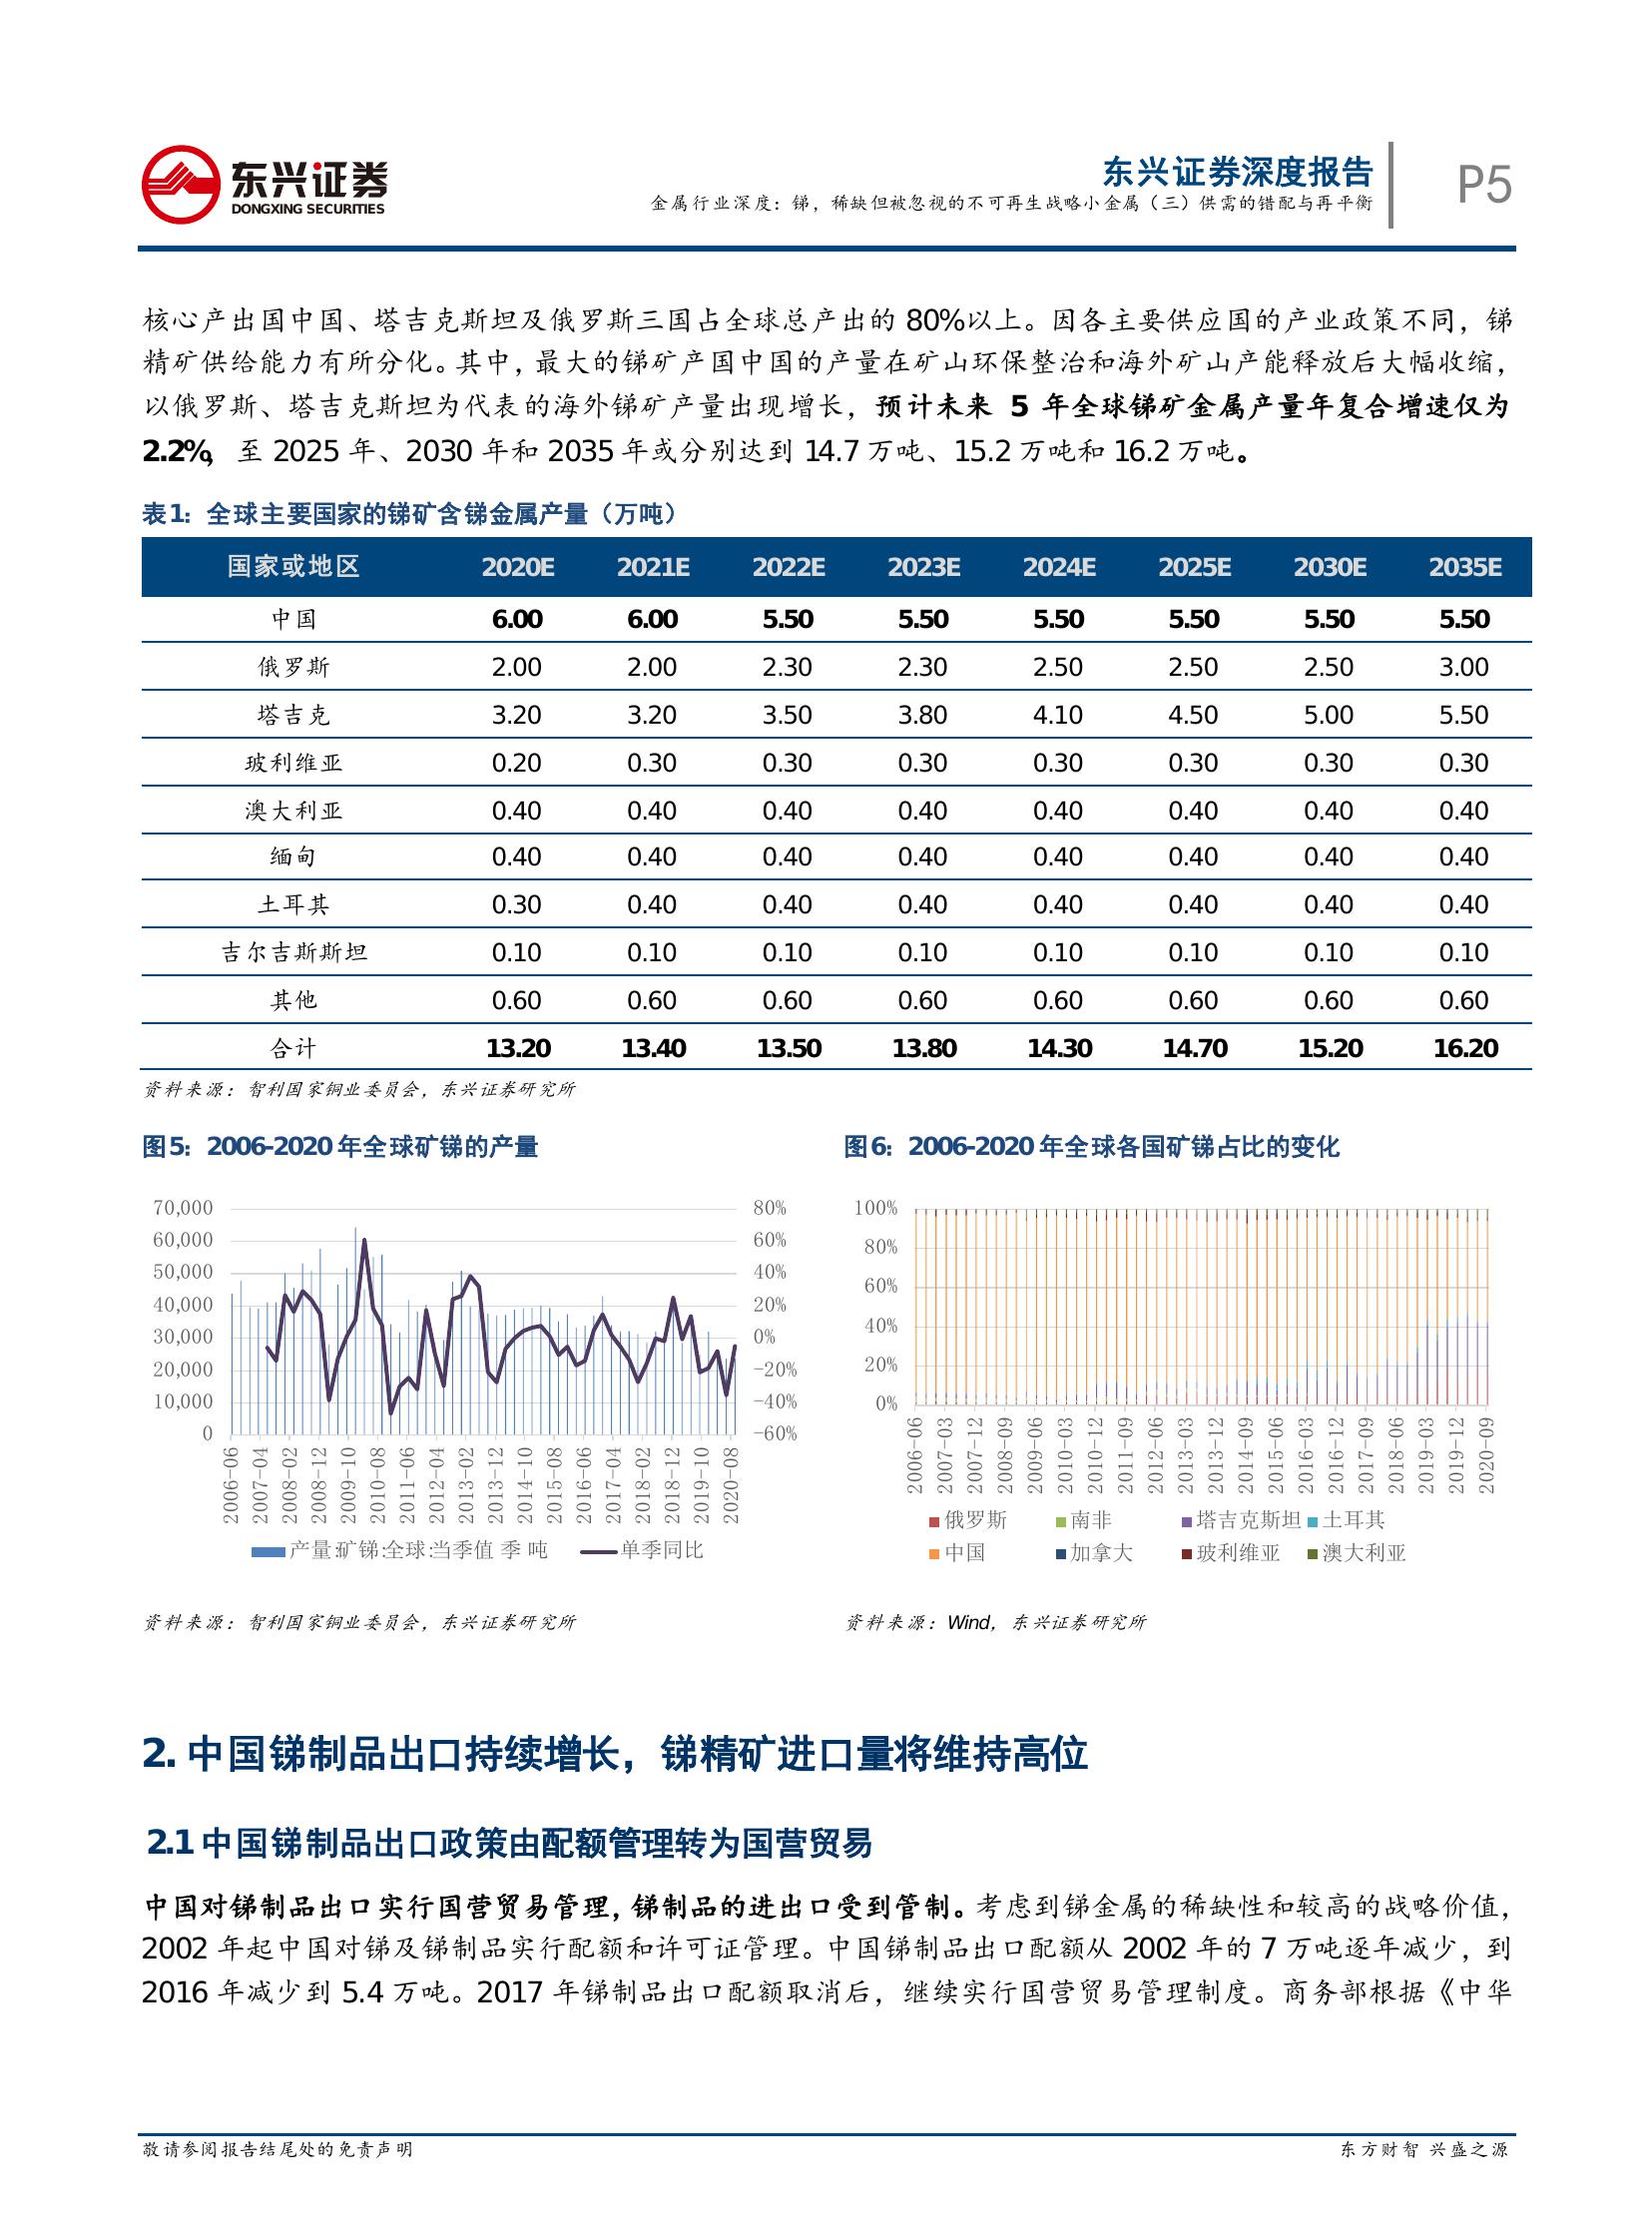 东兴证券
DONGXING SECURITIES
东兴证券深度报告
金属行业深度：锑，稀缺但被忽视的不可再生战略小金属（三）供需的错配与再平衡
P5
核心产出国中国、塔吉克斯坦及俄罗斯三国占全球总产出的 80%以上。因各主要供应国的产业政策不同，锑
精矿供给能力有所分化。其中，最大的锑矿产国中国的产量在矿山环保整治和海外矿山产能释放后大幅收缩，
以俄罗斯、塔吉克斯坦为代表的海外锑矿产量出现增长，预计未来 5 年全球锑矿金属产量年复合增速仅为
2.2%，至 2025 年、2030 年和 2035 年或分别达到 14.7 万吨、15.2 万吨和 16.2 万吨。
表1：全球主要国家的锑矿含锑金属产量（万吨）
国家或地区 2020E 2021E 2022E 2023E 2024E 2025E 2030E 2035E
中国 6.00 6.00 5.50 5.50 5.50 5.50 5.50 5.50
俄罗斯 2.00 2.00 2.30 2.30 2.50 2.50 2.50 3.00
塔吉克 3.20 3.20 3.50 3.80 4.10 4.50 5.00 5.50
玻利维亚 0.20 0.30 0.30 0.30 0.30 0.30 0.30 0.30
澳大利亚 0.40 0.40 0.40 0.40 0.40 0.40 0.40 0.40
缅甸 0.40 0.40 0.40 0.40 0.40 0.40 0.40 0.40
土耳其 0.30 0.40 0.40 0.40 0.40 0.40 0.40 0.40
吉尔吉斯斯坦 0.10 0.10 0.10 0.10 0.10 0.10 0.10 0.10
其他 0.60 0.60 0.60 0.60 0.60 0.60 0.60 0.60
合计 13.20 13.40 13.50 13.80 14.30 14.70 15.20 16.20
资料来源：智利国家铜业委员会，东兴证券研究所
图5：2006-2020 年全球矿锑的产量
70,000
60,000
50,000
40,000
30,000
20,000
10,000
0
80%
60%
40%
20%
0%
-20%
-40%
-60%
2006-06 2007-04 2008-02 2008-12 2009-10 2010-08 2011-06 2012-04 2013-02 2013-12 2014-10 2015-08 2016-06 2017-04 2018-02 2018-12 2019-10 2020-08
产量:矿锑:全球:当季值 季 吨 单季同比
资料来源：智利国家铜业委员会，东兴证券研究所
图6：2006-2020 年全球各国矿锑占比的变化
100%
80%
60%
40%
20%
0%
2006-06 2007-03 2007-12 2008-09 2009-06 2010-03 2010-12 2011-09 2012-06 2013-03 2013-12 2014-09 2015-06 2016-03 2016-12 2017-09 2018-06 2019-03 2019-12 2020-09
俄罗斯 南非 塔吉克斯坦 土耳其
中国 加拿大 玻利维亚 澳大利亚
资料来源：Wind，东兴证券研究所
2. 中国锑制品出口持续增长，锑精矿进口量将维持高位
2.1 中国锑制品出口政策由配额管理转为国营贸易
中国对锑制品出口实行国营贸易管理，锑制品的进出口受到管制。考虑到锑金属的稀缺性和较高的战略价值，
2002 年起中国对锑及锑制品实行配额和许可证管理。中国锑制品出口配额从 2002 年的 7 万吨逐年减少，到
2016 年减少到 5.4 万吨。2017 年锑制品出口配额取消后，继续实行国营贸易管理制度。商务部根据《中华
敬请参阅报告结尾处的免责声明
东方财智 兴盛之源